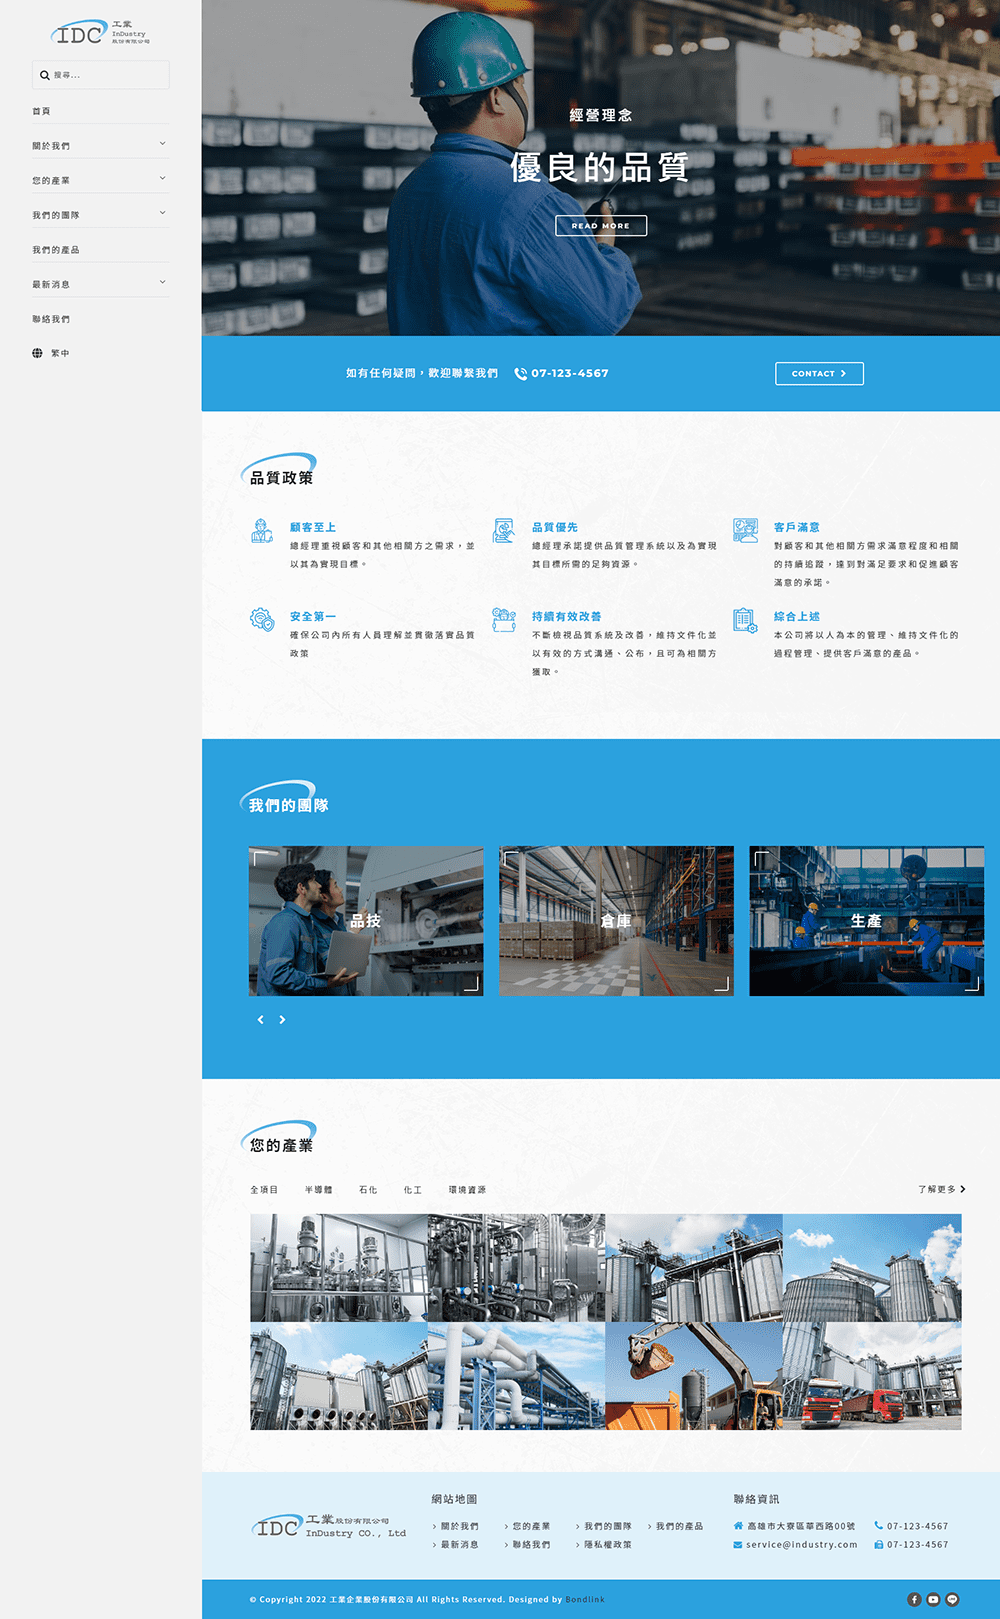 IDC 工業
InDustry
股份有限公司
搜尋...
首頁
關於我們
您的產業
我們的團隊
我們的產品
最新消息
聯絡我們
繁中
經營理念
優良的品質
READ MORE
如有任何疑問，歡迎聯繫我們 07-123-4567
CONTACT
品質政策
顧客至上
總經理重視顧客和其他相關方之需求，並
以其為實現目標。
品質優先
總經理承諾提供品質管理系統以及為實現
其目標所需的足夠資源。
客戶滿意
對顧客和其他相關方需求滿意程度和相關
的持續追蹤，達到對滿足要求和促進顧客
滿意的承諾。
安全第一
確保公司內所有人員理解並貫徹落實品質
政策
持續有效改善
不斷檢視品質系統及改善，維持文件化並
以有效的方式溝通、公布，且可為相關方
獲取。
綜合上述
本公司將以人為本的管理、維持文件化的
過程管理、提供客戶滿意的產品。
我們的團隊
品技
倉庫
生產
您的產業
全項目 半導體 石化 化工 環境資源
了解更多
IDC 工業股份有限公司
InDustry CO., Ltd
網站地圖
關於我們 您的產業 我們的團隊 我們的產品
最新消息 聯絡我們 隱私權政策
聯絡資訊
高雄市大寮區華西路00號 07-123-4567
service@industry.com 07-123-4567
© Copyright 2022 工業企業股份有限公司 All Rights Reserved. Designed by Bondlink